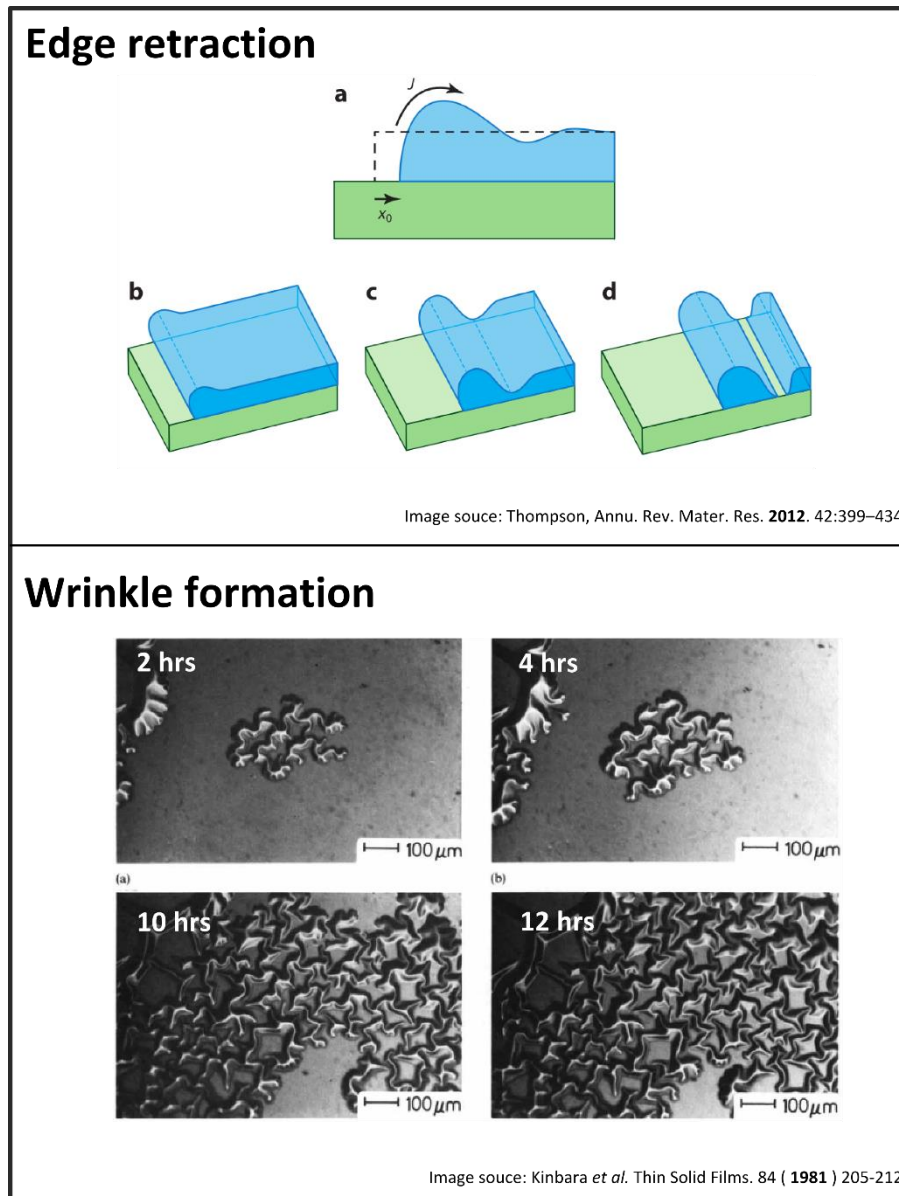 Edge retraction
a
J
x0
b
c
d
Image souce: Thompson, Annu. Rev. Mater. Res. 2012. 42:399–434
Wrinkle formation
2 hrs
4 hrs
100 μm
100 μm
(a)
(b)
10 hrs
12 hrs
100 μm
100 μm
Image souce: Kinbara et al. Thin Solid Films. 84 ( 1981 ) 205-212